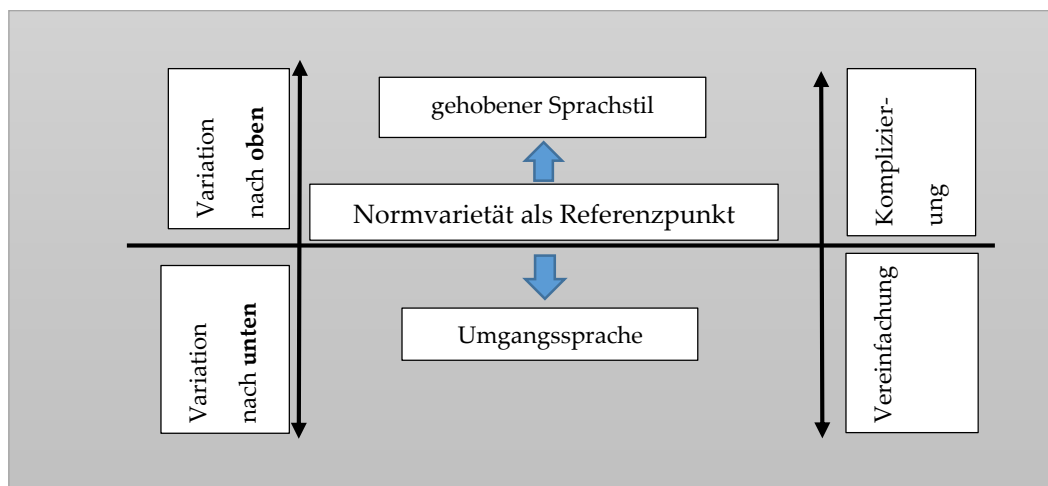 Variation
nach oben
gehobener Sprachstil
Komplizier-
ung
Normvarietät als Referenzpunkt
Variation
nach unten
Umgangssprache
Vereinfachung